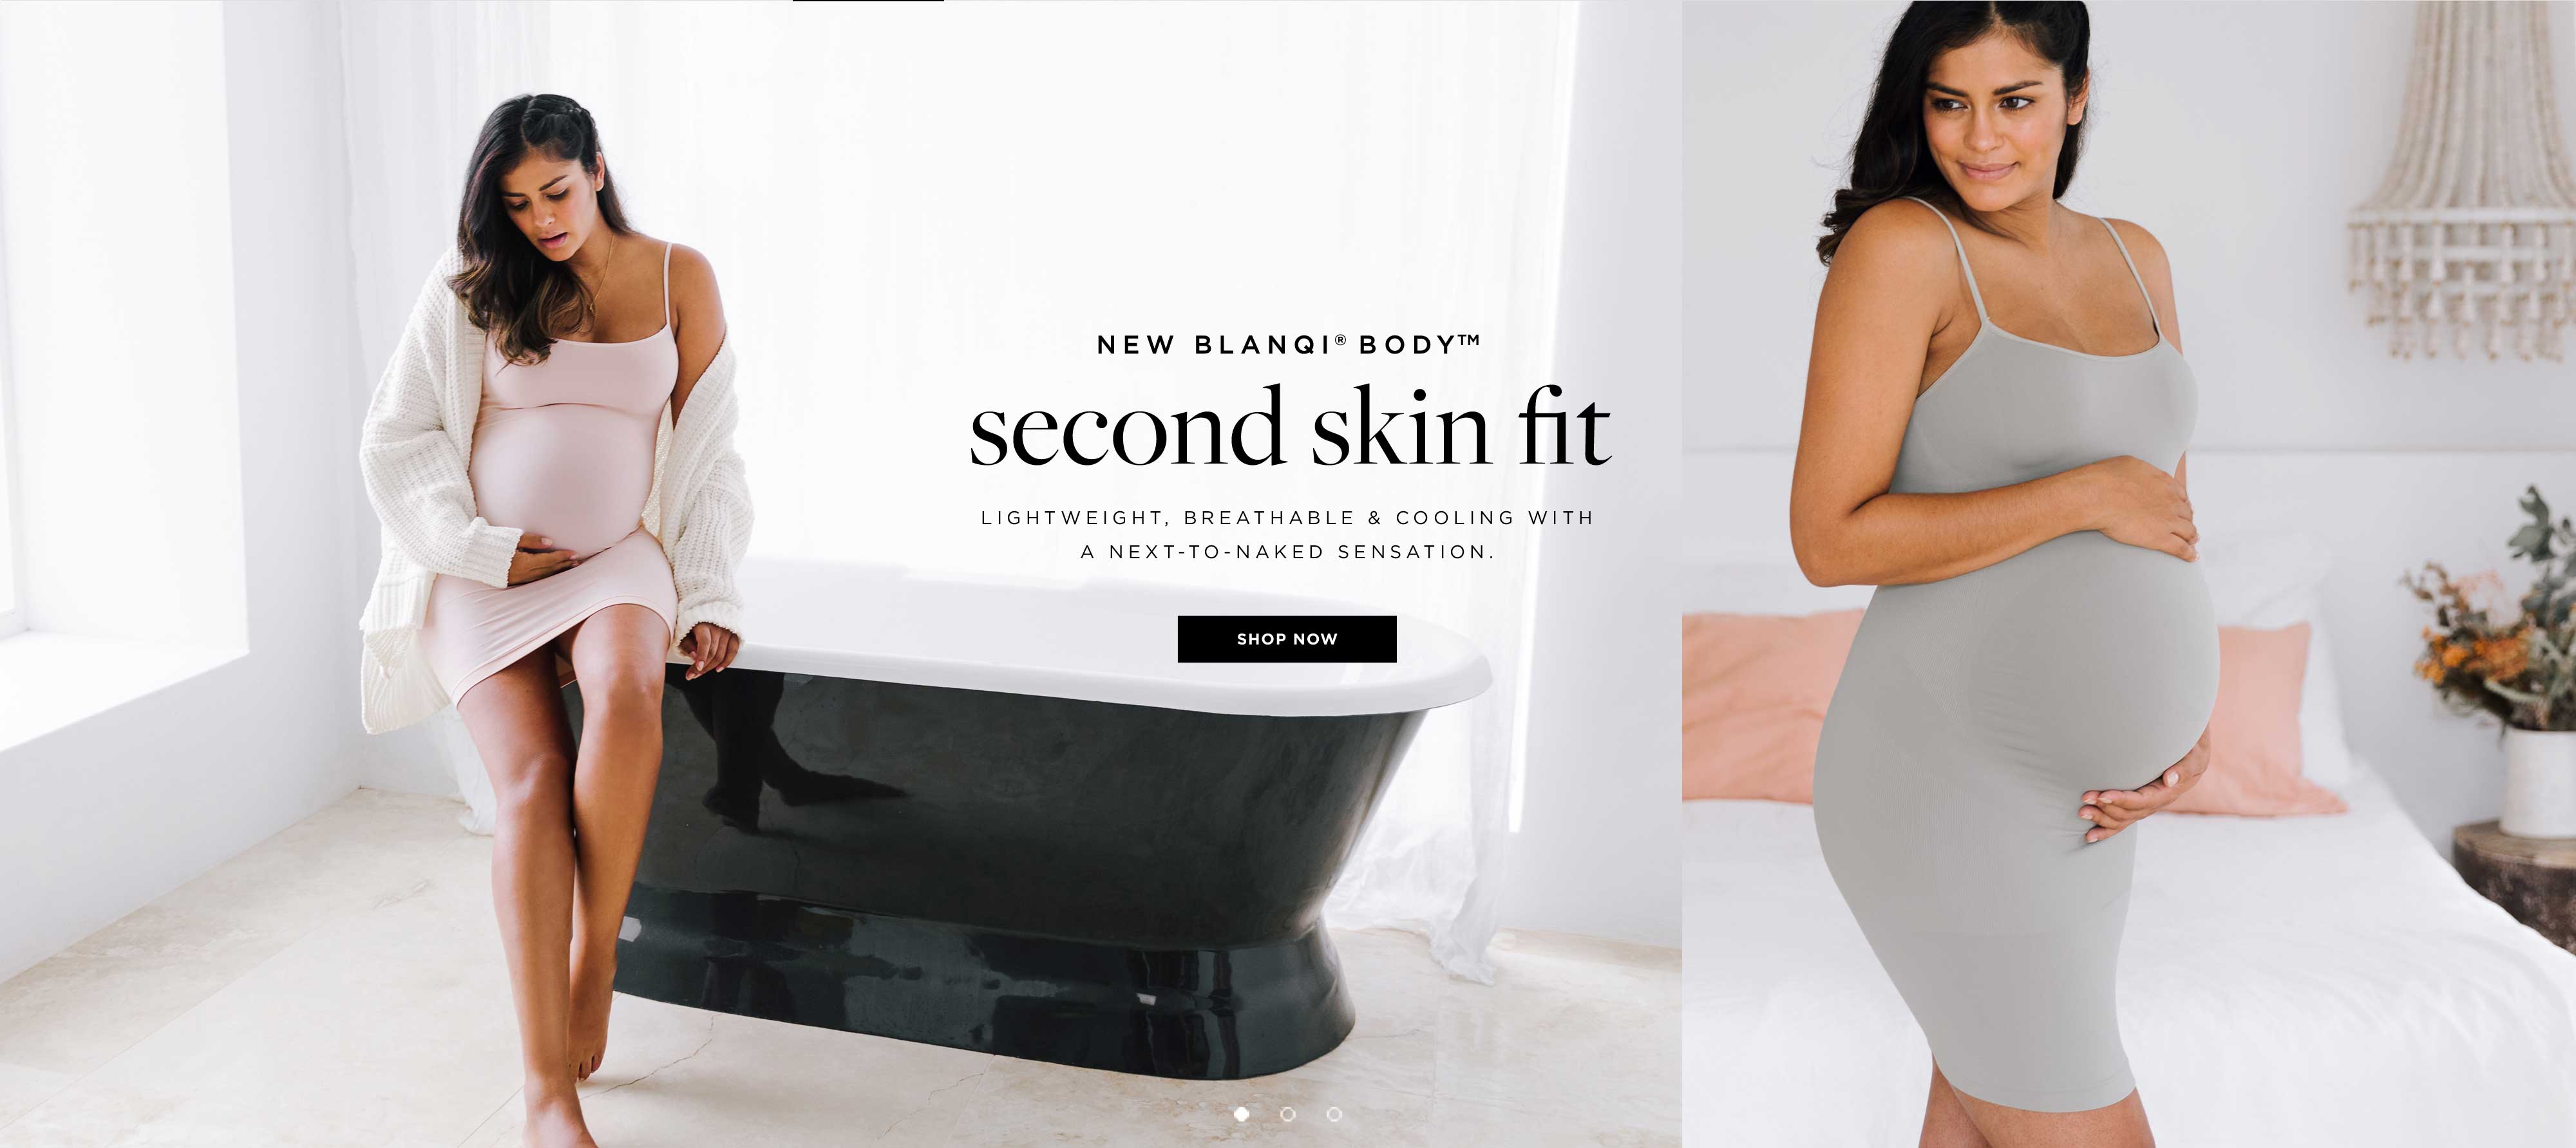 NEW BLANQI® BODY™
second skin fit
LIGHTWEIGHT, BREATHABLE & COOLING WITH
A NEXT-TO-NAKED SENSATION.
SHOP NOW